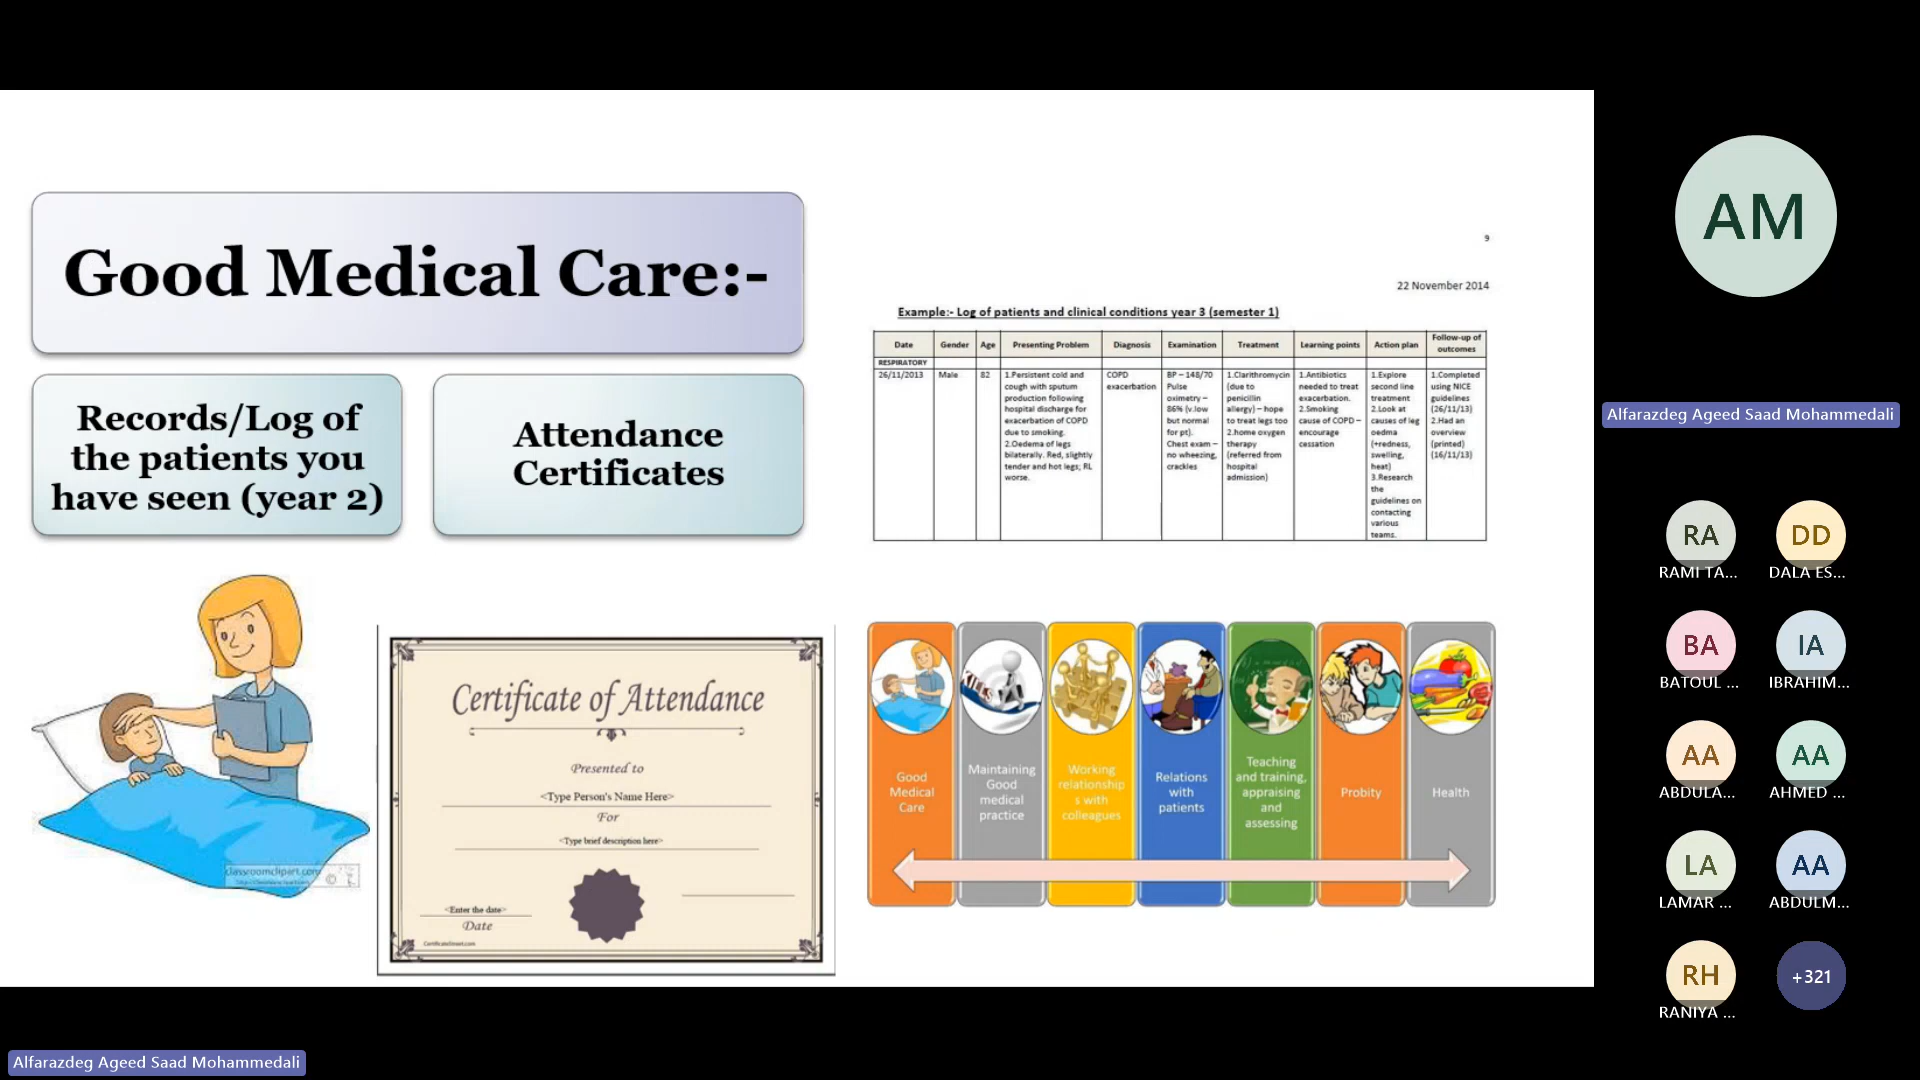 Good Medical Care:-
Records/Log of
the patients you
have seen (year 2)
Attendance
Certificates
9
22 November 2014
Example:- Log of patients and clinical conditions year 3 (semester 1)
Date
Gender
Age
Presenting Problem
Diagnosis
Examination
Treatment
Learning points
Action plan
Follow-up of
outcomes
RESPIRATORY
26/11/2013
Male
82
1.Persistent cold and
cough with sputum
production following
hospital discharge for
exacerbation of COPD
due to smoking.
2.Oedema of legs
bilaterally. Red, slightly
tender and hot legs; RL
worse.
COPD
exacerbation
BP – 148/70
Pulse
oximetry –
86% (v.low
but normal
for pt).
Chest exam –
no wheezing,
crackles
1.Clarithromycin
(due to
penicillin
allergy) – hope
to treat legs too
2.home oxygen
therapy
(referred from
hospital
admission)
1.Antibiotics
needed to treat
exacerbation.
2.Smoking
cause of COPD –
encourage
cessation
1.Explore
second line
treatment
2.Look at
causes of leg
oedma
(+redness,
swelling,
heat)
3.Research
the
guidelines on
contacting
various
teams.
1.Completed
using NICE
guidelines
(26/11/13)
2.Had an
overview
(printed)
(16/11/13)
classroomclipart.com
Certificate of Attendance
Presented to
<Type Person's Name Here>
For
<Type brief description here>
<Enter the date>
Date
Good
Medical
Care
Maintaining
Good
medical
practice
Working
relationship
s with
colleagues
Relations
with
patients
Teaching
and training,
appraising
and
assessing
Probity
Health
AM
Alfarazdeg Ageed Saad Mohammedali
RA
RAMI TA...
DD
DALA ES...
BA
BATOUL ...
IA
IBRAHIM...
AA
ABDULA...
AA
AHMED ...
LA
LAMAR ...
AA
ABDULM...
RH
RANIYA ...
+321
Alfarazdeg Ageed Saad Mohammedali